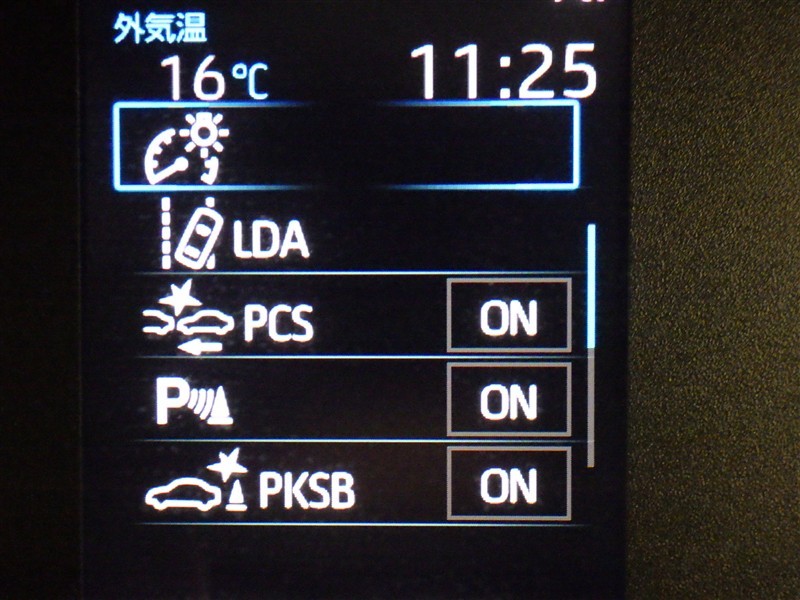 外気温
16℃ 11:25
LDA
PCS ON
P ON
PKSB ON